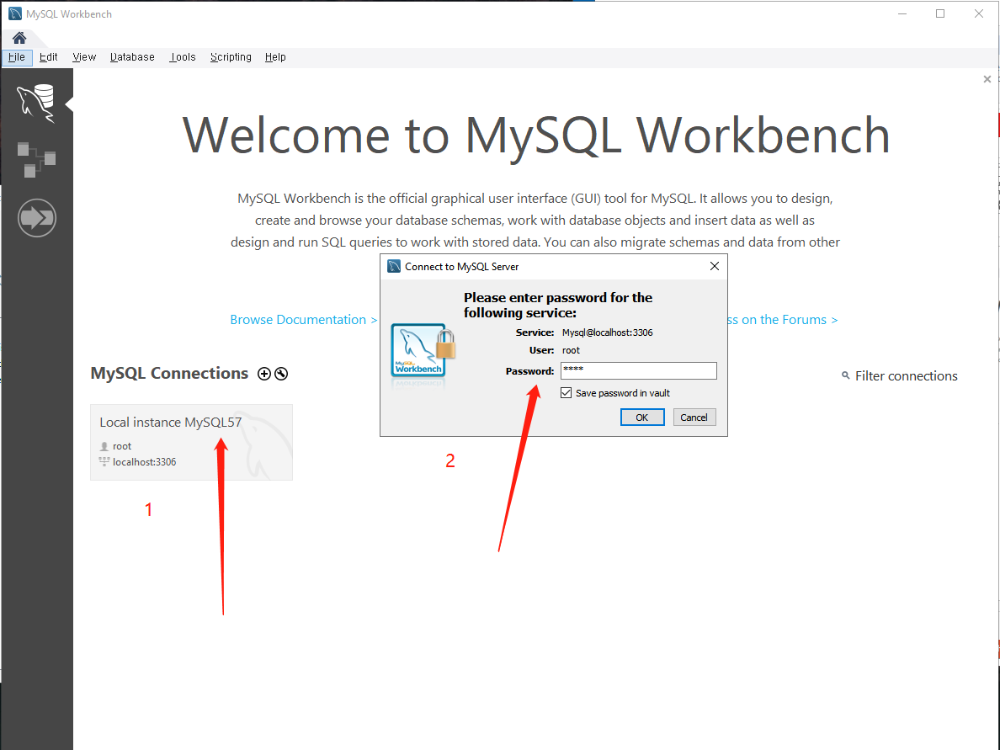 MySQL Workbench
File Edit View Database Tools Scripting Help
Welcome to MySQL Workbench
MySQL Workbench is the official graphical user interface (GUI) tool for MySQL. It allows you to design,
create and browse your database schemas, work with database objects and insert data as well as
design and run SQL queries to work with stored data. You can also migrate schemas and data from other
Connect to MySQL Server
Please enter password for the
following service:
Service: Mysql@localhost:3306
User: root
Password: ****
Save password in vault
OK Cancel
MySQL
Workbench
Browse Documentation >
on the Forums >
MySQL Connections
Filter connections
Local instance MySQL57
root
localhost:3306
1
2